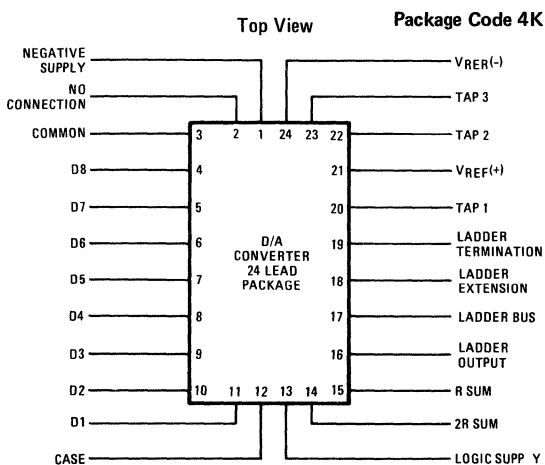 Top View
Package Code 4K
NEGATIVE
SUPPLY
NO
CONNECTION
COMMON
D8
D7
D6
D5
D4
D3
D2
D1
CASE
3 2 1 24 23 22
4
5
6
7
8
9
10 11 12 13 14 15
21
20
19
18
17
16
D/A
CONVERTER
24 LEAD
PACKAGE
VRER(-)
TAP 3
TAP 2
VREF(+)
TAP 1
LADDER
TERMINATION
LADDER
EXTENSION
LADDER BUS
LADDER
OUTPUT
R SUM
2R SUM
LOGIC SUPP Y